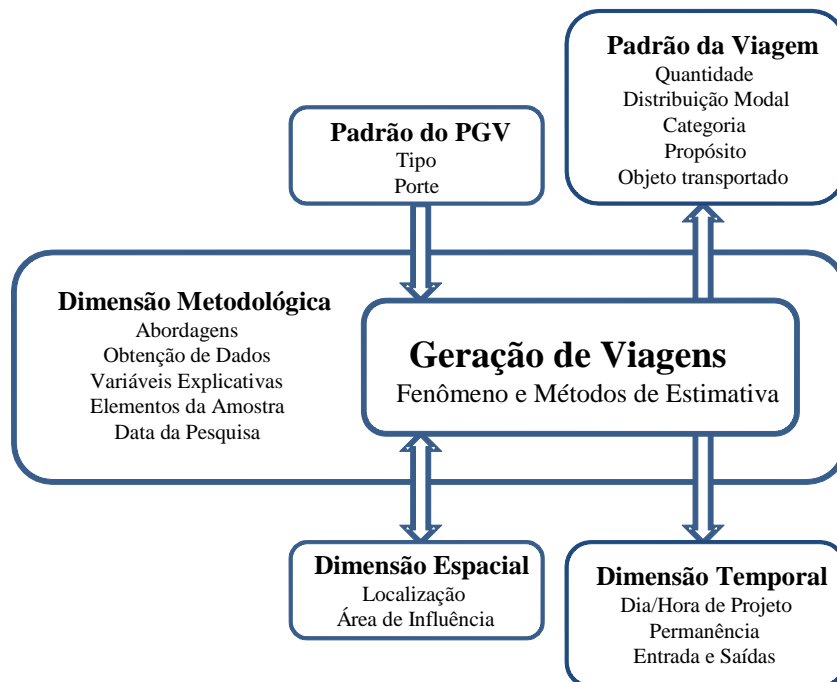 Padrão da Viagem
Quantidade
Distribuição Modal
Categoria
Propósito
Objeto transportado
Padrão do PGV
Tipo
Porte
Dimensão Metodológica
Abordagens
Obtenção de Dados
Variáveis Explicativas
Elementos da Amostra
Data da Pesquisa
Geração de Viagens
Fenômeno e Métodos de Estimativa
Dimensão Espacial
Localização
Área de Influência
Dimensão Temporal
Dia/Hora de Projeto
Permanência
Entrada e Saídas